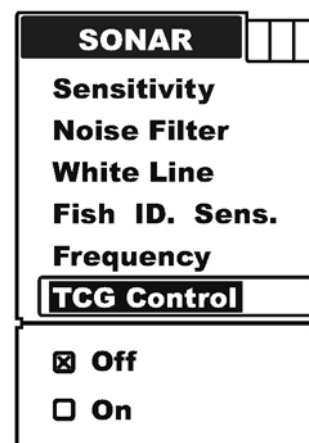 SONAR
Sensitivity
Noise Filter
White Line
Fish ID. Sens.
Frequency
TCG Control
Off
On